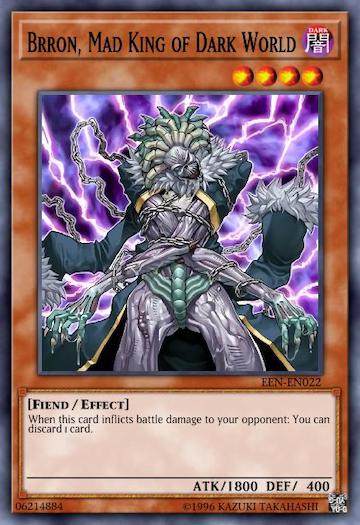 Brron, Mad King of Dark World
DARK
闇
EEN-EN022
[Fiend / Effect]
When this card inflicts battle damage to your opponent: You can
discard 1 card.
ATK/1800 DEF/ 400
06214884 ©1996 KAZUKI TAKAHASHI